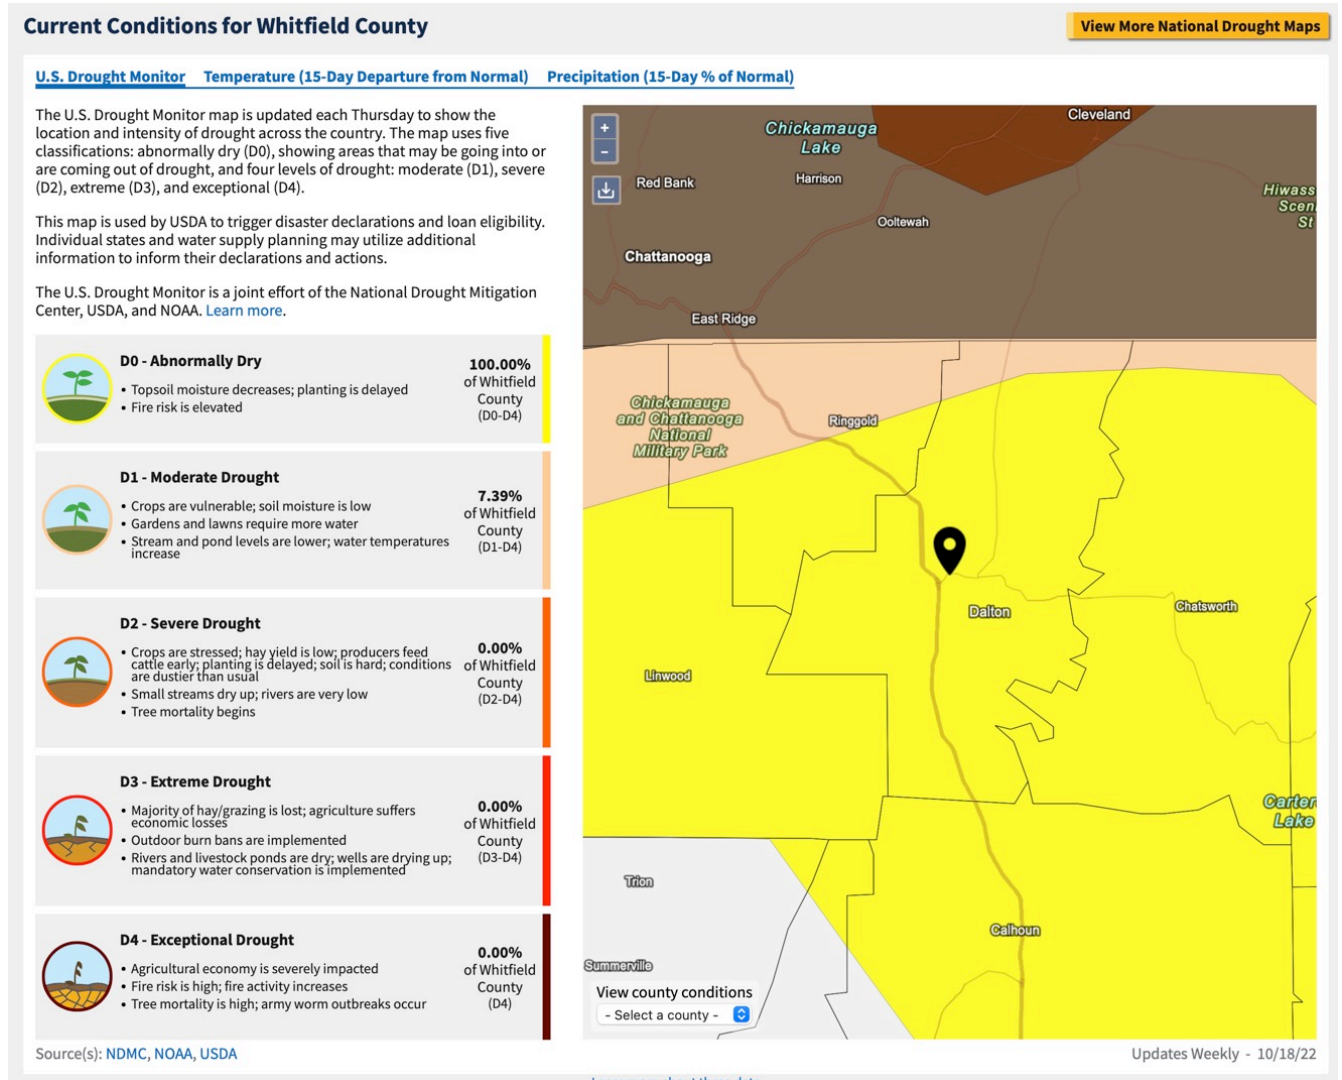 Current Conditions for Whitfield County
View More National Drought Maps
U.S. Drought Monitor
Temperature (15-Day Departure from Normal)
Precipitation (15-Day % of Normal)
The U.S. Drought Monitor map is updated each Thursday to show the
location and intensity of drought across the country. The map uses five
classifications: abnormally dry (D0), showing areas that may be going into or
are coming out of drought, and four levels of drought: moderate (D1), severe
(D2), extreme (D3), and exceptional (D4).
This map is used by USDA to trigger disaster declarations and loan eligibility.
Individual states and water supply planning may utilize additional
information to inform their declarations and actions.
The U.S. Drought Monitor is a joint effort of the National Drought Mitigation
Center, USDA, and NOAA. Learn more.
D0 - Abnormally Dry
• Topsoil moisture decreases; planting is delayed
• Fire risk is elevated
100.00%
of Whitfield
County
(D0-D4)
D1 - Moderate Drought
• Crops are vulnerable; soil moisture is low
• Gardens and lawns require more water
• Stream and pond levels are lower; water temperatures
increase
7.39%
of Whitfield
County
(D1-D4)
D2 - Severe Drought
• Crops are stressed; hay yield is low; producers feed
cattle early; planting is delayed; soil is hard; conditions
are dustier than usual
• Small streams dry up; rivers are very low
• Tree mortality begins
0.00%
of Whitfield
County
(D2-D4)
D3 - Extreme Drought
• Majority of hay/grazing is lost; agriculture suffers
economic losses
• Outdoor burn bans are implemented
• Rivers and livestock ponds are dry; wells are drying up;
mandatory water conservation is implemented
0.00%
of Whitfield
County
(D3-D4)
D4 - Exceptional Drought
• Agricultural economy is severely impacted
• Fire risk is high; fire activity increases
• Tree mortality is high; army worm outbreaks occur
0.00%
of Whitfield
County
(D4)
+
−
Cleveland
Chickamauga
Lake
Red Bank
Harrison
Hiwass
Scen
St
Ooltewah
Chattanooga
East Ridge
Chickamauga
and Chattanooga
National
Military Park
Ringgold
Dalton
Chatsworth
Linwood
Carter
Lake
Trion
Calhoun
Summerville
View county conditions
- Select a county -
Source(s): NDMC, NOAA, USDA
Updates Weekly - 10/18/22